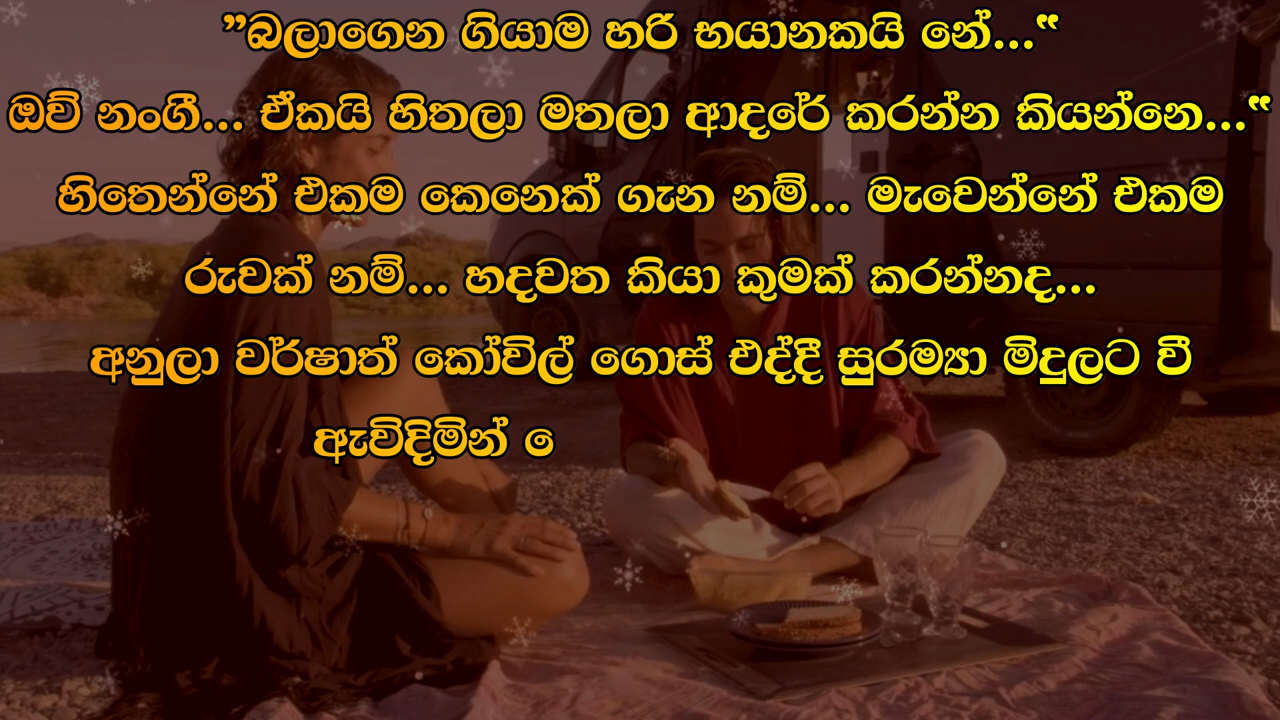 ”බලාගෙන ගියාම හරි භයානකයි නේ...“
ඔව් නංගී... ඒකයි හිතලා මතලා ආදරේ කරන්න කියන්නෙ...“
හිතෙන්නේ එකම කෙනෙක් ගැන නම්... මැවෙන්නේ එකම
රුවක් නම්... හදවත කියා කුමක් කරන්නද...
අනුලා වර්ෂාත් කෝවිල් ගොස් එද්දී සුරම්‍යා මිදුලට වී
ඇවිදිමින් ෙ